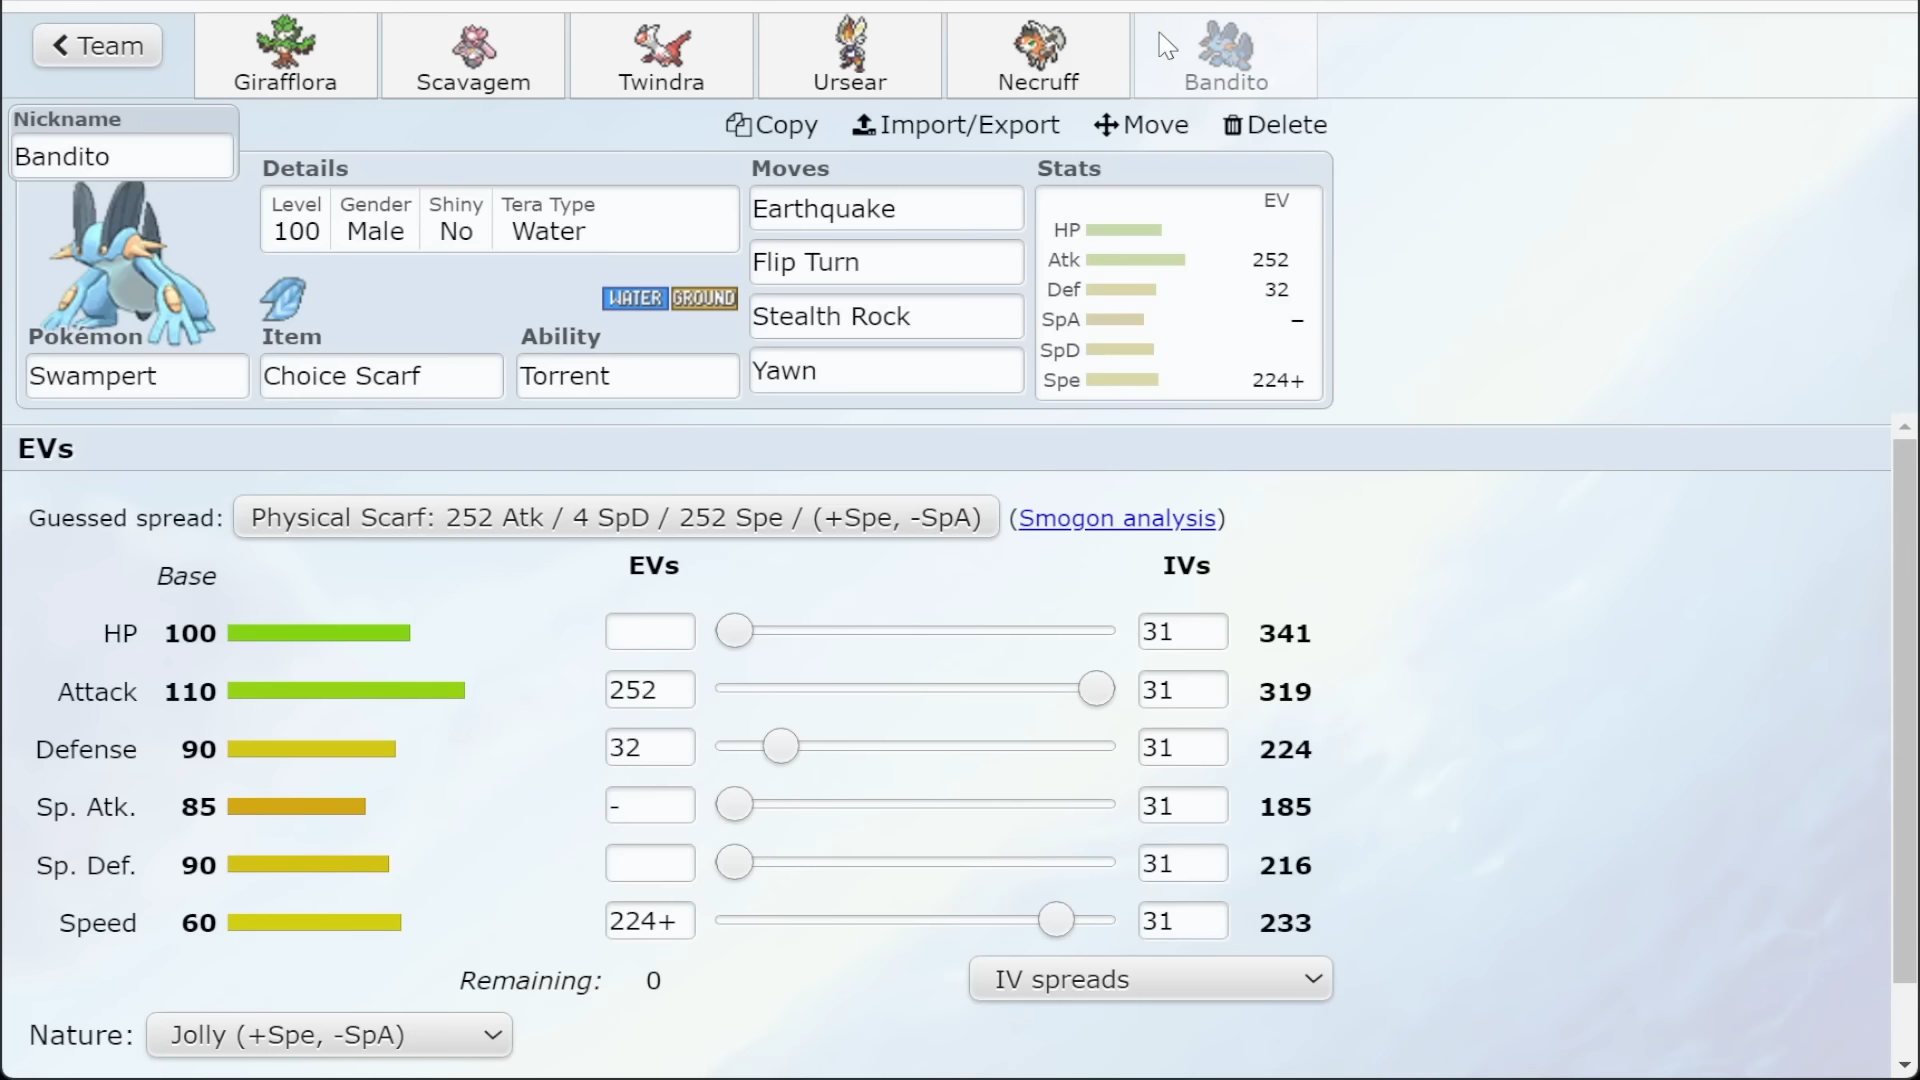 Team
Girafflora
Scavagem
Twindra
Ursear
Necruff
Bandito
Copy
Import/Export
Move
Delete
Nickname
Bandito
Details
Level
Gender
Shiny
Tera Type
100
Male
No
Water
WATER
GROUND
Pokémon
Swampert
Item
Choice Scarf
Ability
Torrent
Moves
Earthquake
Flip Turn
Stealth Rock
Yawn
Stats
EV
HP
Atk 252
Def 32
SpA –
SpD
Spe 224+
EVs
Guessed spread: Physical Scarf: 252 Atk / 4 SpD / 252 Spe / (+Spe, -SpA) (Smogon analysis)
Base EVs IVs
HP 100 31 341
Attack 110 252 31 319
Defense 90 32 31 224
Sp. Atk. 85 - 31 185
Sp. Def. 90 31 216
Speed 60 224+ 31 233
Remaining: 0
IV spreads
Nature: Jolly (+Spe, -SpA)